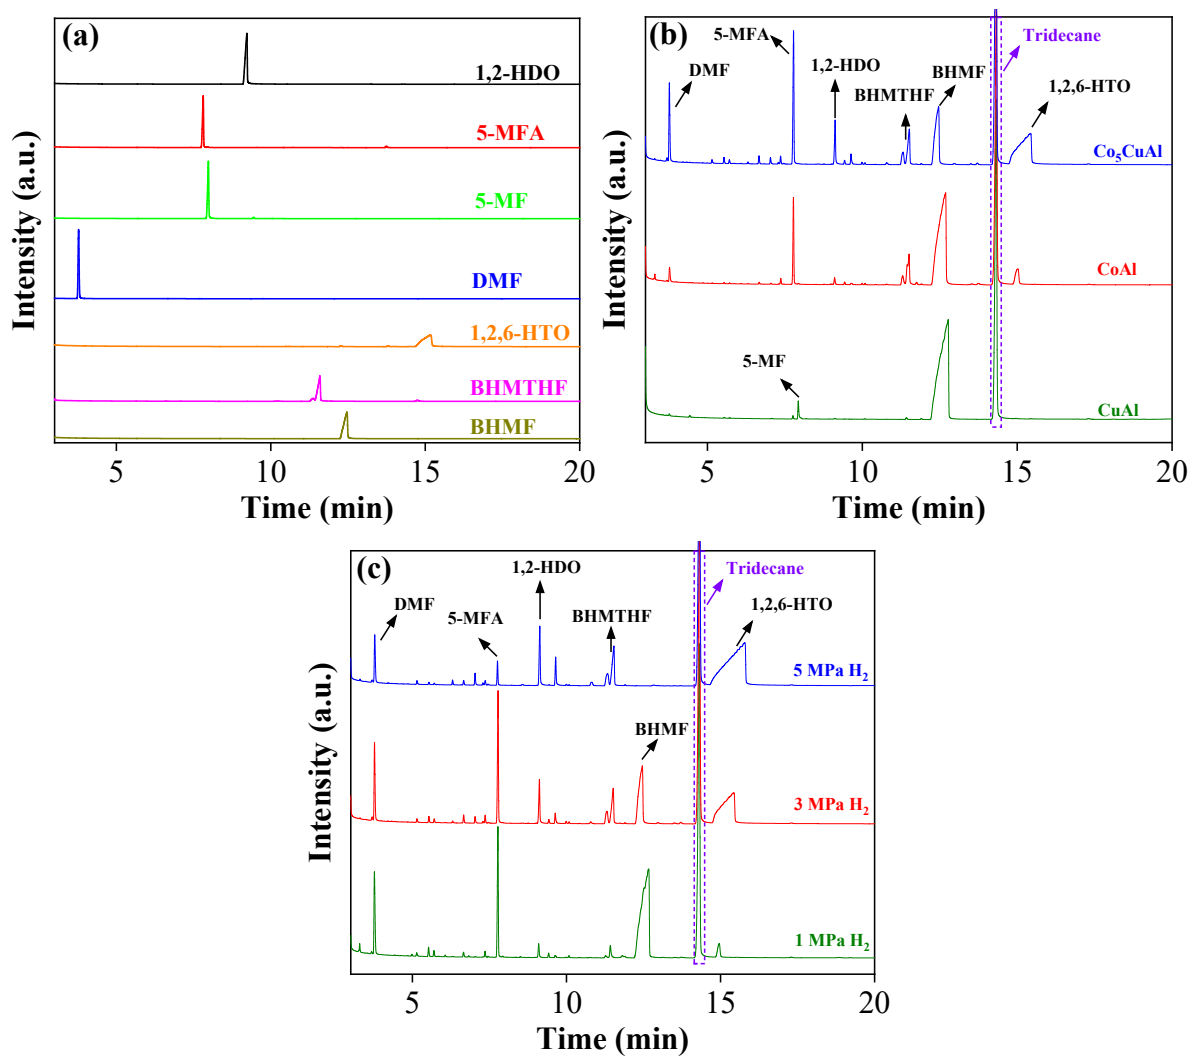 (a)
1,2-HDO
5-MFA
5-MF
DMF
1,2,6-HTO
BHMTHF
BHMF
Intensity (a.u.)
5
10
15
20
Time (min)
(b)
5-MFA
Tridecane
DMF
1,2-HDO
BHMF
BHMTHF
1,2,6-HTO
Co₅CuAl
CoAl
5-MF
CuAl
Intensity (a.u.)
5
10
15
20
Time (min)
(c)
1,2-HDO
Tridecane
DMF
5-MFA
BHMTHF
1,2,6-HTO
5 MPa H₂
BHMF
3 MPa H₂
1 MPa H₂
Intensity (a.u.)
5
10
15
20
Time (min)